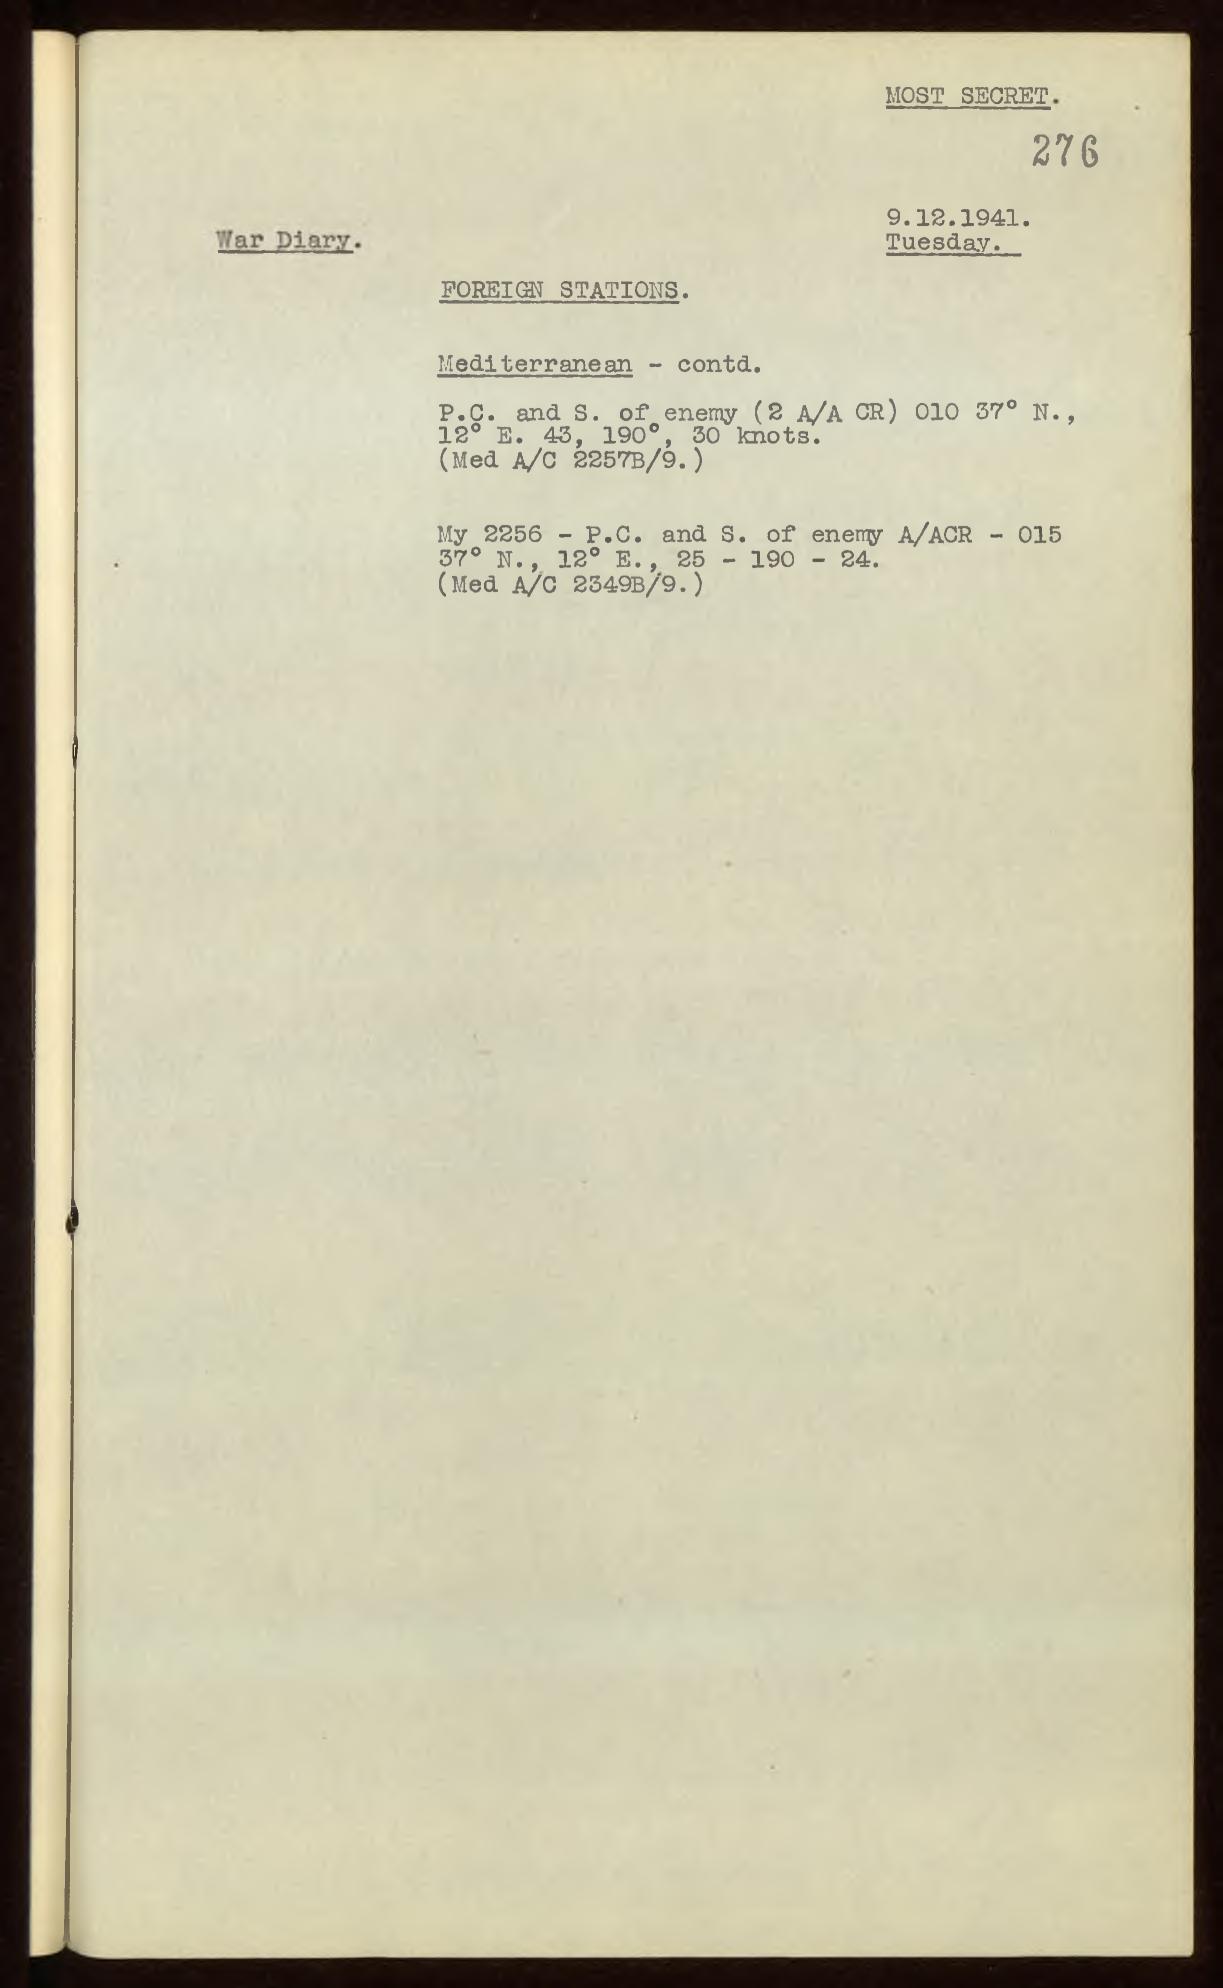 MOST SECRET.
276
9.12.1941.
War Diary.
Tuesday.
FOREIGN STATIONS.
Mediterranean - contd.
P.C. and S. of enemy (2 A/A CR) 010 37° N.,
12° E. 43, 190°, 30 knots.
(Med A/C 2257B/9.)
My 2256 - P.C. and S. of enemy A/ACR - 015
37° N., 12° E., 25 - 190 - 24.
(Med A/C 2349B/9.)